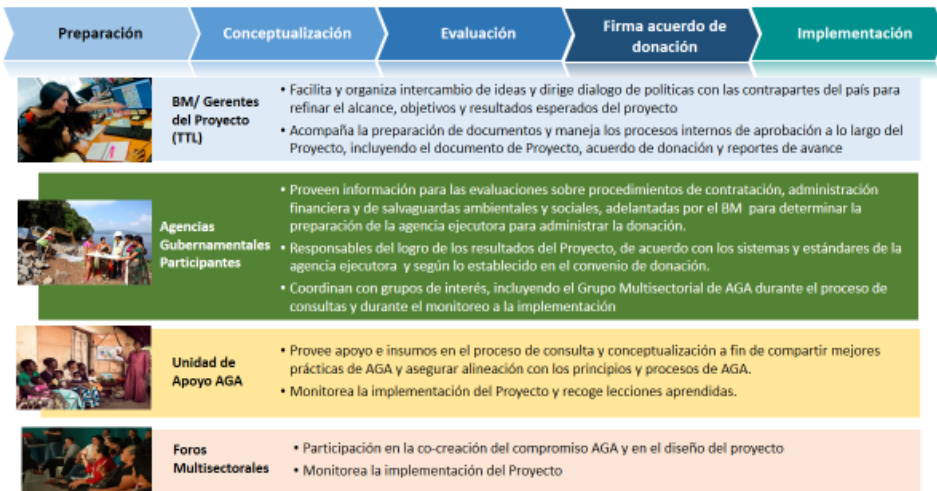 Preparación
Conceptualización
Evaluación
Firma acuerdo de
donación
Implementación
BM/ Gerentes
del Proyecto
(TTL)
• Facilita y organiza intercambio de ideas y dirige dialogo de políticas con las contrapartes del país para
refinar el alcance, objetivos y resultados esperados del proyecto
• Acompaña la preparación de documentos y maneja los procesos internos de aprobación a lo largo del
Proyecto, incluyendo el documento de Proyecto, acuerdo de donación y reportes de avance
Agencias
Gubernamentales
Participantes
• Proveen información para las evaluaciones sobre procedimientos de contratación, administración
financiera y de salvaguardas ambientales y sociales, adelantadas por el BM para determinar la
preparación de la agencia ejecutora para administrar la donación.
• Responsables del logro de los resultados del Proyecto, de acuerdo con los sistemas y estándares de la
agencia ejecutora y según lo establecido en el convenio de donación.
• Coordinan con grupos de interés, incluyendo el Grupo Multisectorial de AGA durante el proceso de
consultas y durante el monitoreo a la implementación
Unidad de
Apoyo AGA
• Provee apoyo e insumos en el proceso de consulta y conceptualización a fin de compartir mejores
prácticas de AGA y asegurar alineación con los principios y procesos de AGA.
• Monitorea la implementación del Proyecto y recoge lecciones aprendidas.
Foros
Multisectorales
• Participación en la co-creación del compromiso AGA y en el diseño del proyecto
• Monitorea la implementación del Proyecto